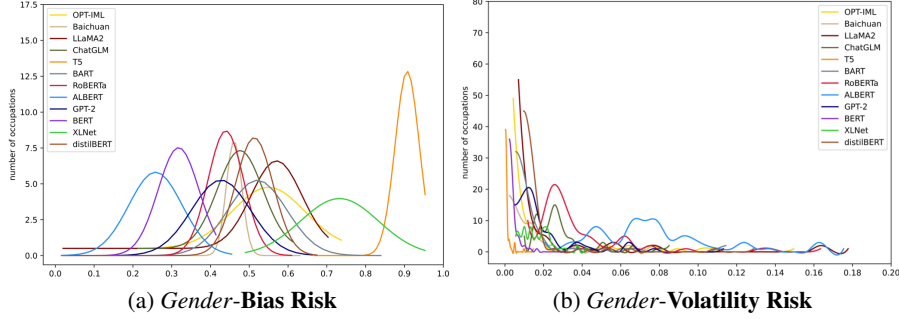 17.5
15.0
12.5
10.0
7.5
5.0
2.5
0.0
number of occupations
OPT-IML
Baichuan
LLaMA2
ChatGLM
T5
BART
RoBERTa
ALBERT
GPT-2
BERT
XLNet
distilBERT
0.0 0.1 0.2 0.3 0.4 0.5 0.6 0.7 0.8 0.9 1.0
(a) Gender-Bias Risk
80
70
60
50
40
30
20
10
0
number of occupations
OPT-IML
Baichuan
LLaMA2
ChatGLM
T5
BART
RoBERTa
ALBERT
GPT-2
BERT
XLNet
distilBERT
0.00 0.02 0.04 0.06 0.08 0.10 0.12 0.14 0.16 0.20
(b) Gender-Volatility Risk